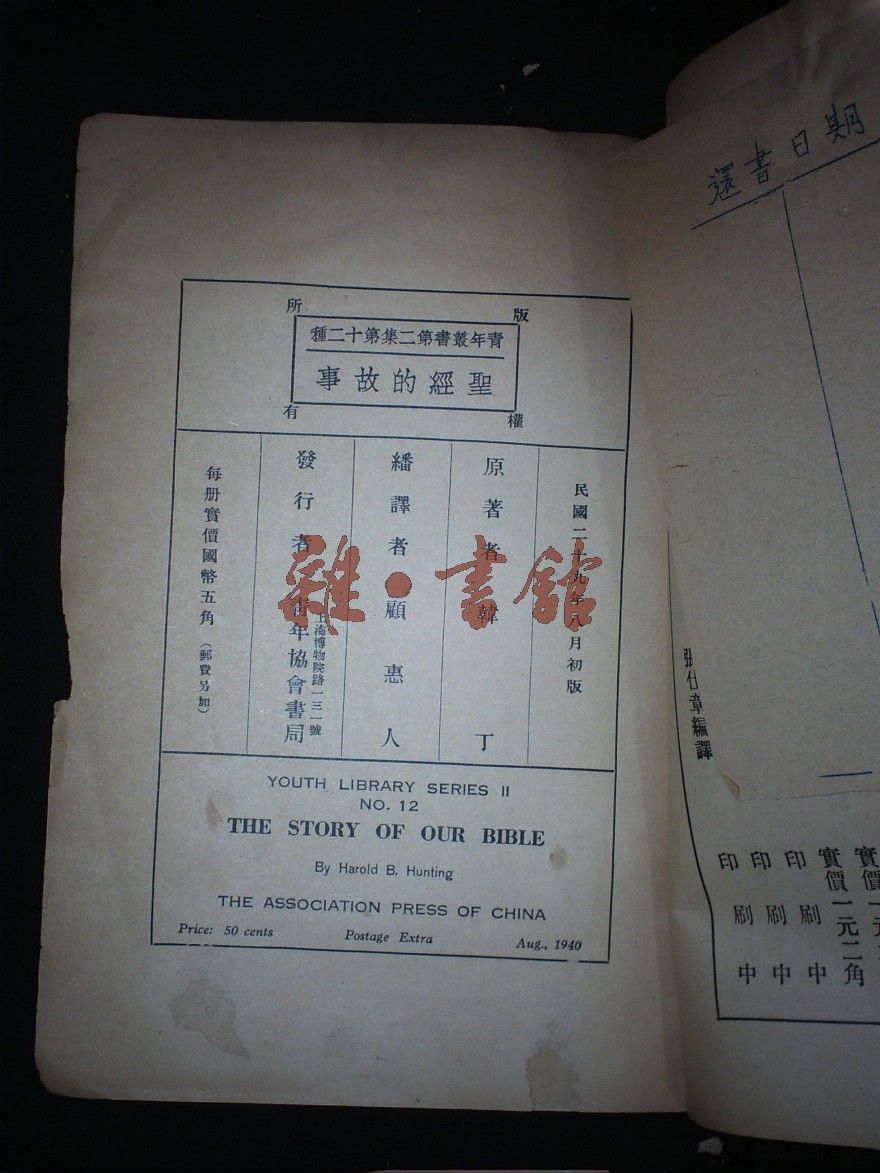 版權所有
青年叢書第二集第十二種
聖經的故事
民國二十九年八月初版
原著者 韓丁
繙譯者 顧惠人
發行者 青年協會書局
上海博物院路一三一號
每册實價國幣五角（郵費另加）
YOUTH LIBRARY SERIES II
NO. 12
THE STORY OF OUR BIBLE
By Harold B. Hunting
THE ASSOCIATION PRESS OF CHINA
Price: 50 cents Postage Extra Aug., 1940
雜·書館
還書日期
實價一元
實價一元二角
印刷中
印刷中
印刷中
張仕章編譯